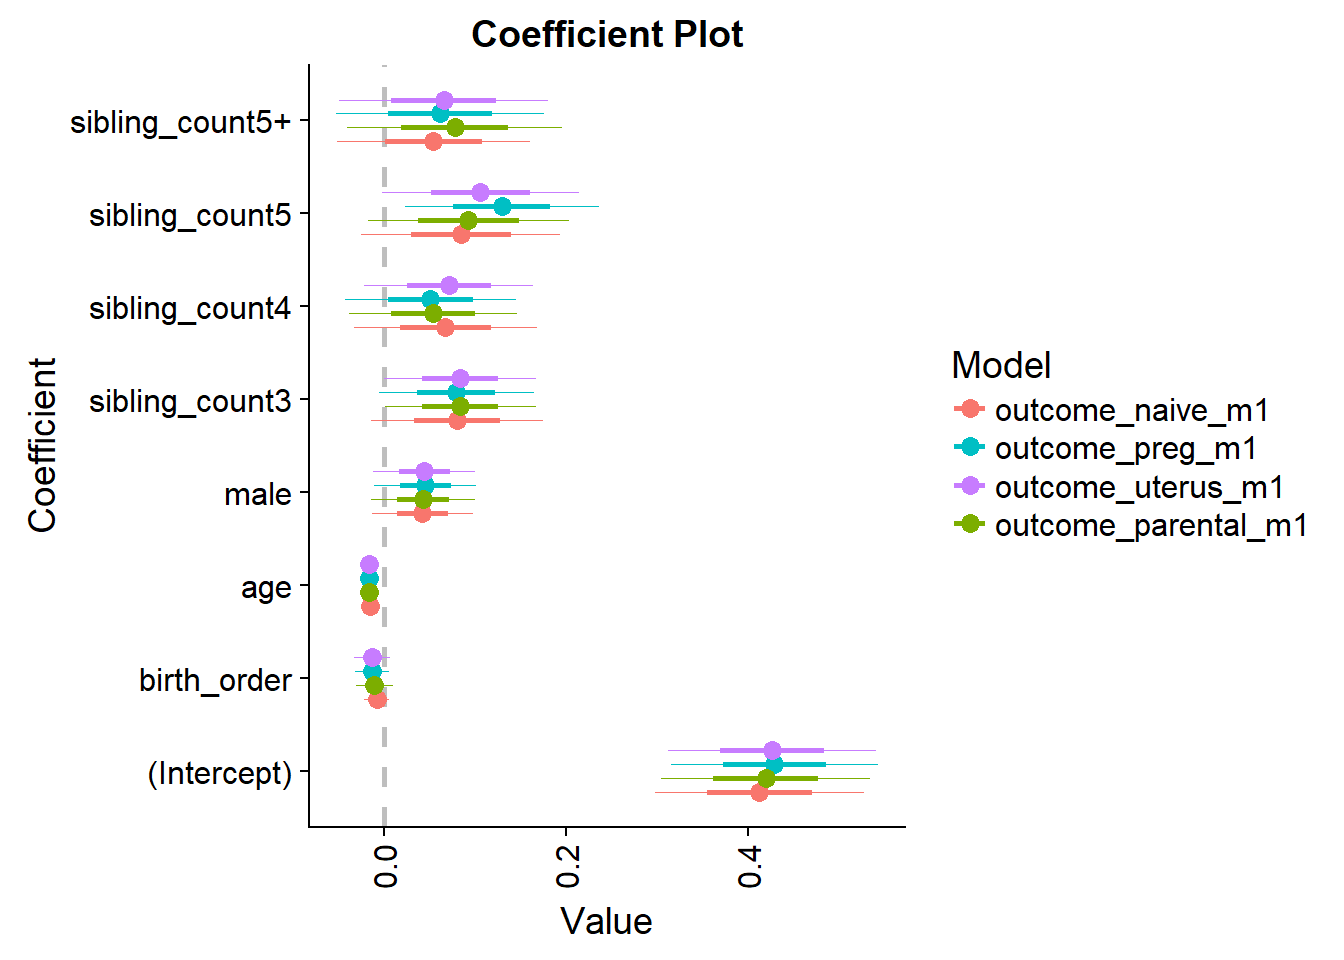 Coefficient Plot
Coefficient
sibling_count5+
sibling_count5
sibling_count4
sibling_count3
male
age
birth_order
(Intercept)
0.0
0.2
0.4
Value
Model
outcome_naive_m1
outcome_preg_m1
outcome_uterus_m1
outcome_parental_m1